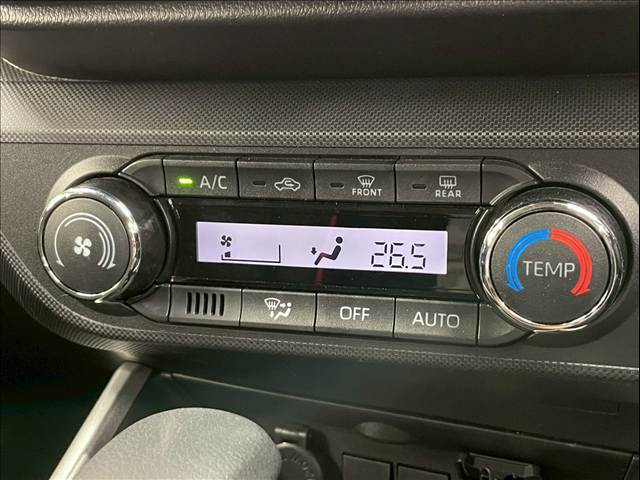 A/C
FRONT
REAR
26.5
TEMP
OFF
AUTO